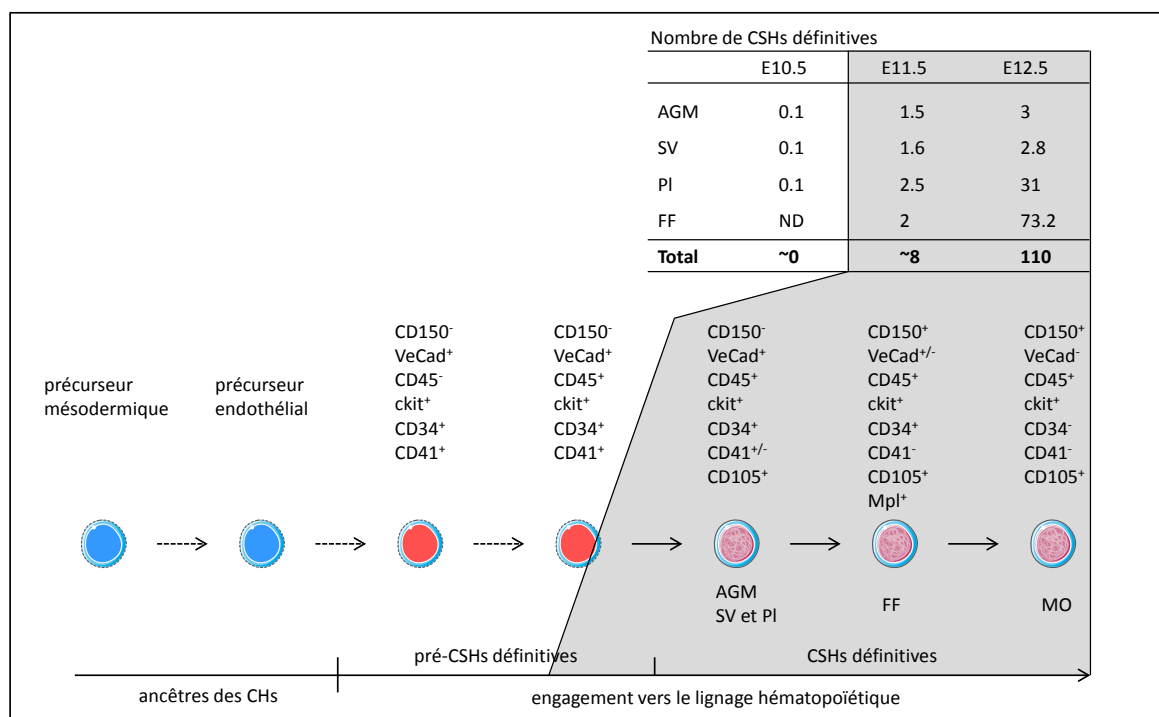 Nombre de CSHs définitives
E10.5 E11.5 E12.5
AGM 0.1 1.5 3
SV 0.1 1.6 2.8
Pl 0.1 2.5 31
FF ND 2 73.2
Total ~0 ~8 110
précurseur
mésodermique
précurseur
endothélial
CD150-
VeCad+
CD45-
ckit+
CD34+
CD41+
CD150-
VeCad+
CD45+
ckit+
CD34+
CD41+
CD150-
VeCad+
CD45+
ckit+
CD34+
CD41+/-
CD105+
CD150+
VeCad+/-
CD45+
ckit+
CD34+
CD41-
CD105+
Mpl+
CD150+
VeCad-
CD45+
ckit+
CD34-
CD41-
CD105+
AGM
SV et Pl
FF
MO
pré-CSHs définitives
CSHs définitives
ancêtres des CHs
engagement vers le lignage hématopoïétique